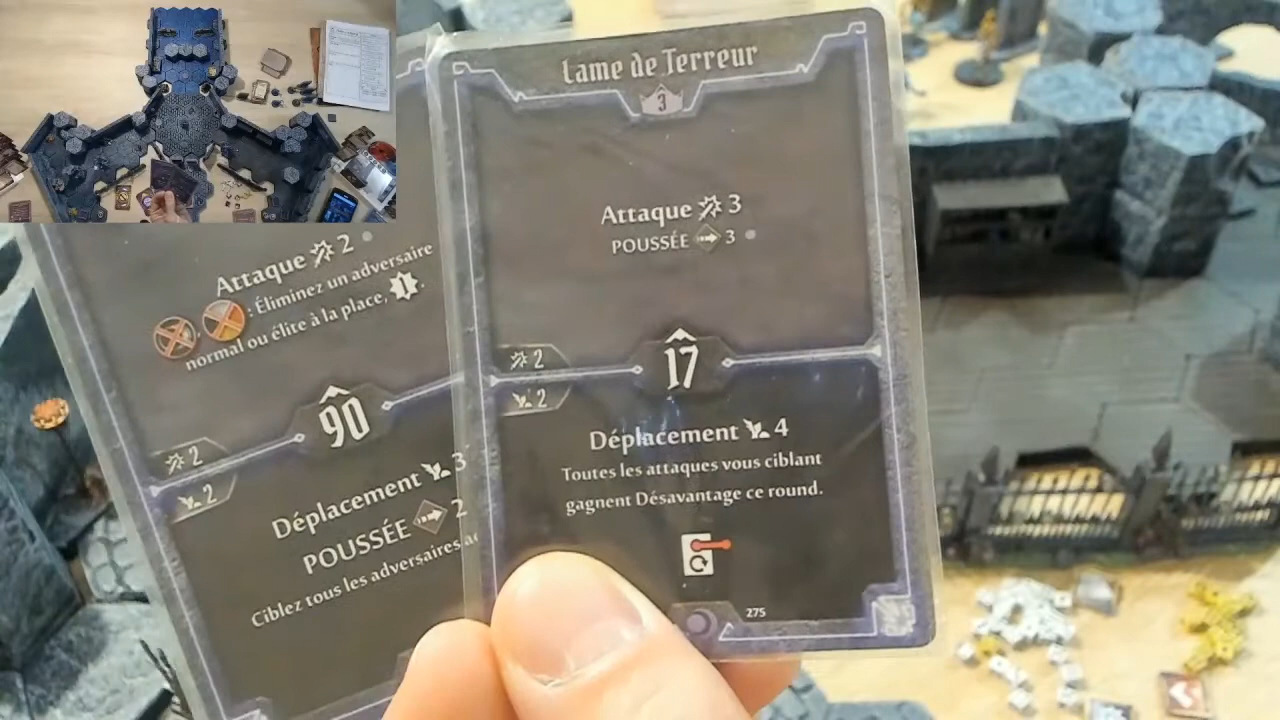 Lame de Terreur
3
Attaque 3
POUSSÉE 3
2
17
2
Déplacement 4
Toutes les attaques vous ciblant
gagnent Désavantage ce round.
275
Attaque 2
: Éliminez un adversaire
normal ou élite à la place,
90
2
2
Déplacement 3
POUSSÉE 2
Ciblez tous les adversaires